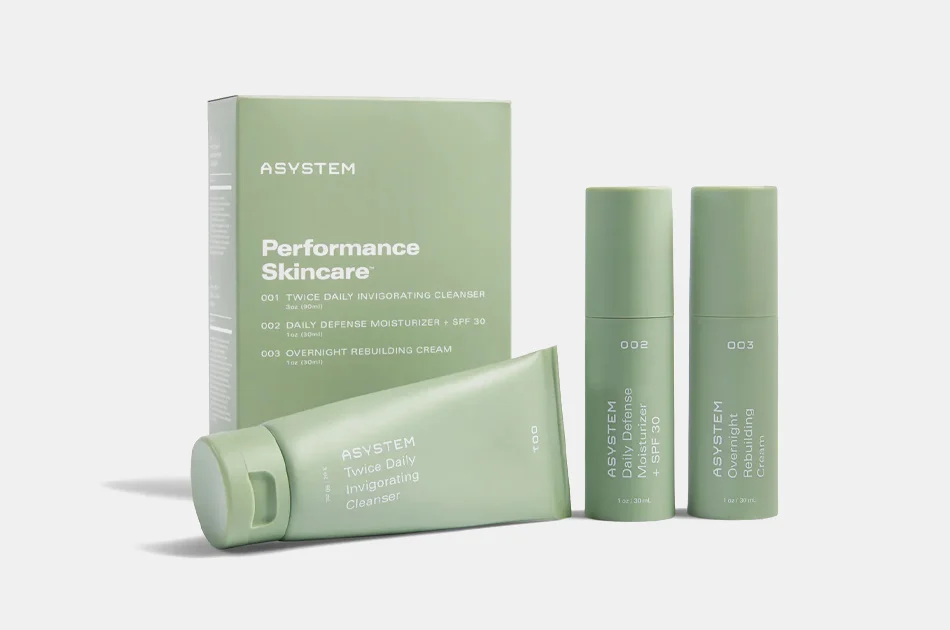 ASYSTEM
Performance
Skincare™
001 TWICE DAILY INVIGORATING CLEANSER
3oz (90ml)
002 DAILY DEFENSE MOISTURIZER + SPF 30
1oz (30ml)
003 OVERNIGHT REBUILDING CREAM
1oz (30ml)
ASYSTEM
Twice Daily
Invigorating
Cleanser
001
002
ASYSTEM
Daily Defense
Moisturizer
+ SPF 30
1 oz | 30 mL
003
ASYSTEM
Overnight
Rebuilding
Cream
1 oz | 30 mL